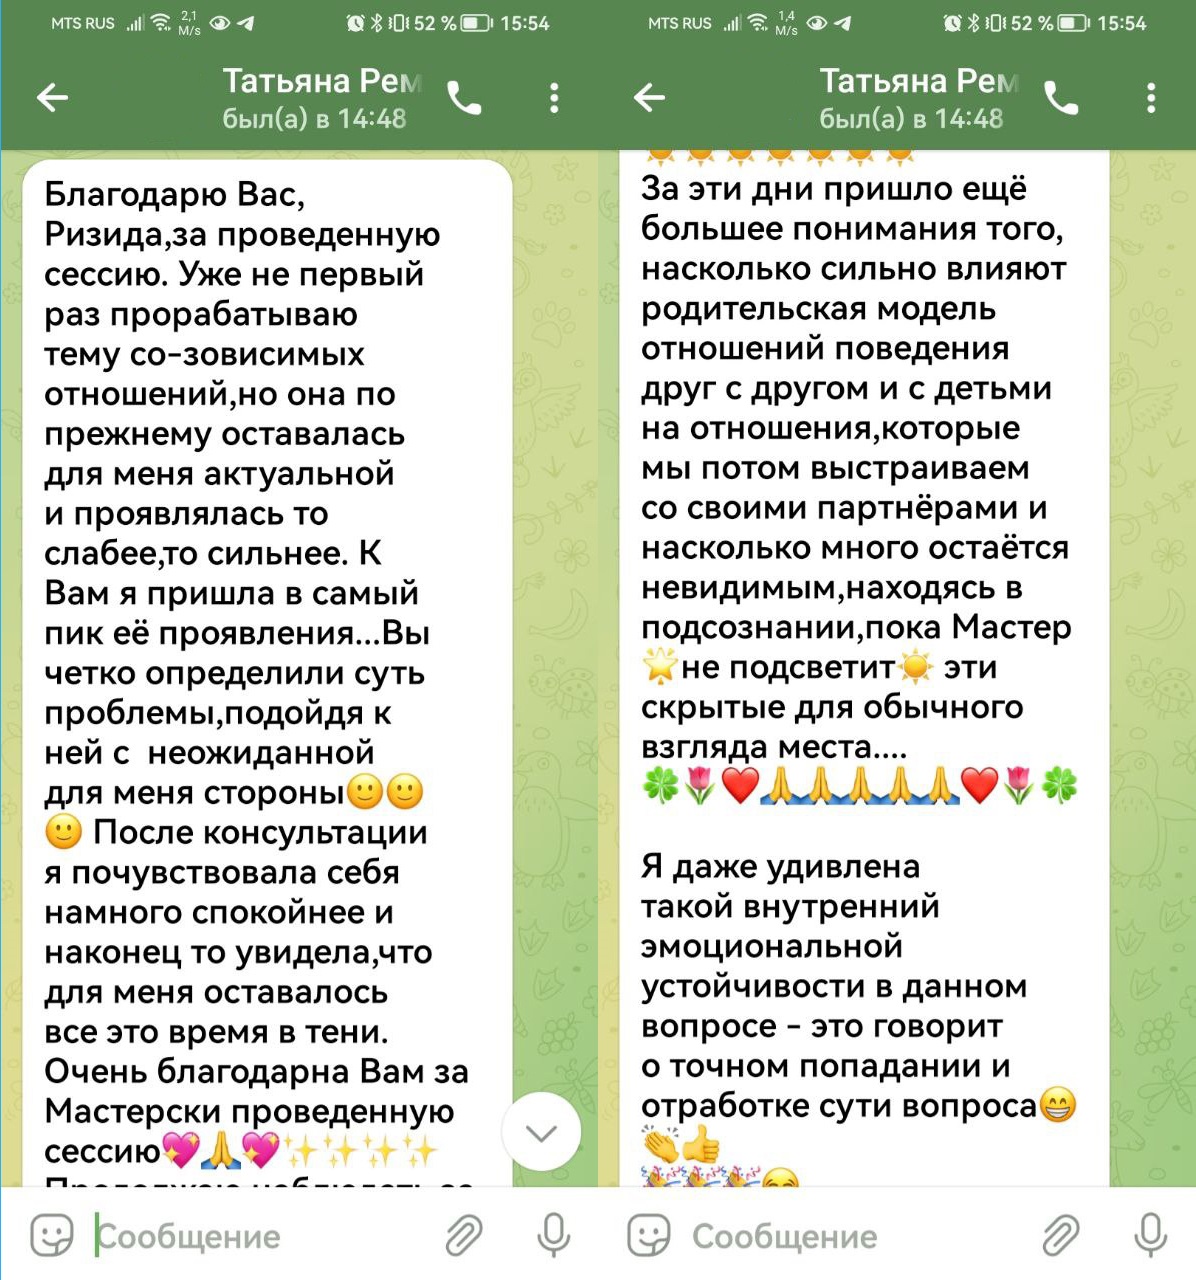 MTS RUS 2,1 M/s 52 % 15:54
Татьяна Рем
был(а) в 14:48
Благодарю Вас,
Ризида,за проведенную
сессию. Уже не первый
раз прорабатываю
тему со-зовисимых
отношений,но она по
прежнему оставалась
для меня актуальной
и проявлялась то
слабее,то сильнее. К
Вам я пришла в самый
пик её проявления...Вы
четко определили суть
проблемы,подойдя к
ней с  неожиданной
для меня стороны🙂🙂
🙂 После консультации
я почувствовала себя
намного спокойнее и
наконец то увидела,что
для меня оставалось
все это время в тени.
Очень благодарна Вам за
Мастерски проведенную
сессию💖🙏💖✨✨✨✨
Продолжаю наблюдать за
Сообщение
MTS RUS 1,4 M/s 52 % 15:54
Татьяна Рем
был(а) в 14:48
☀️☀️☀️☀️☀️☀️☀️
За эти дни пришло ещё
большее понимания того,
насколько сильно влияют
родительская модель
отношений поведения
друг с другом и с детьми
на отношения,которые
мы потом выстраиваем
со своими партнёрами и
насколько много остаётся
невидимым,находясь в
подсознании,пока Мастер
🌟не подсветит☀️ эти
скрытые для обычного
взгляда места....
🍀🌷❤️🙏🙏🙏🙏🙏❤️🌷🍀
Я даже удивлена
такой внутренний
эмоциональной
устойчивости в данном
вопросе - это говорит
о точном попадании и
отработке сути вопроса😁
👏👍
🎉🎉🎉😂
Сообщение